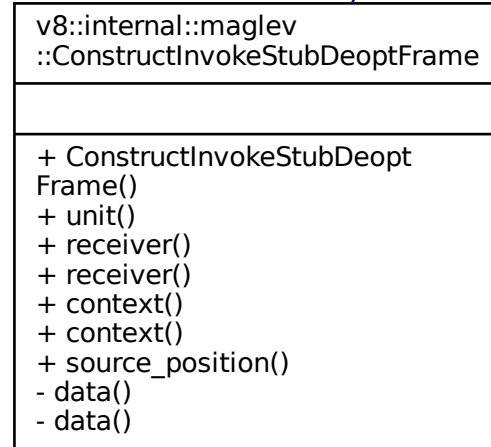 v8::internal::maglev
::ConstructInvokeStubDeoptFrame
+ ConstructInvokeStubDeopt
Frame()
+ unit()
+ receiver()
+ receiver()
+ context()
+ context()
+ source_position()
- data()
- data()